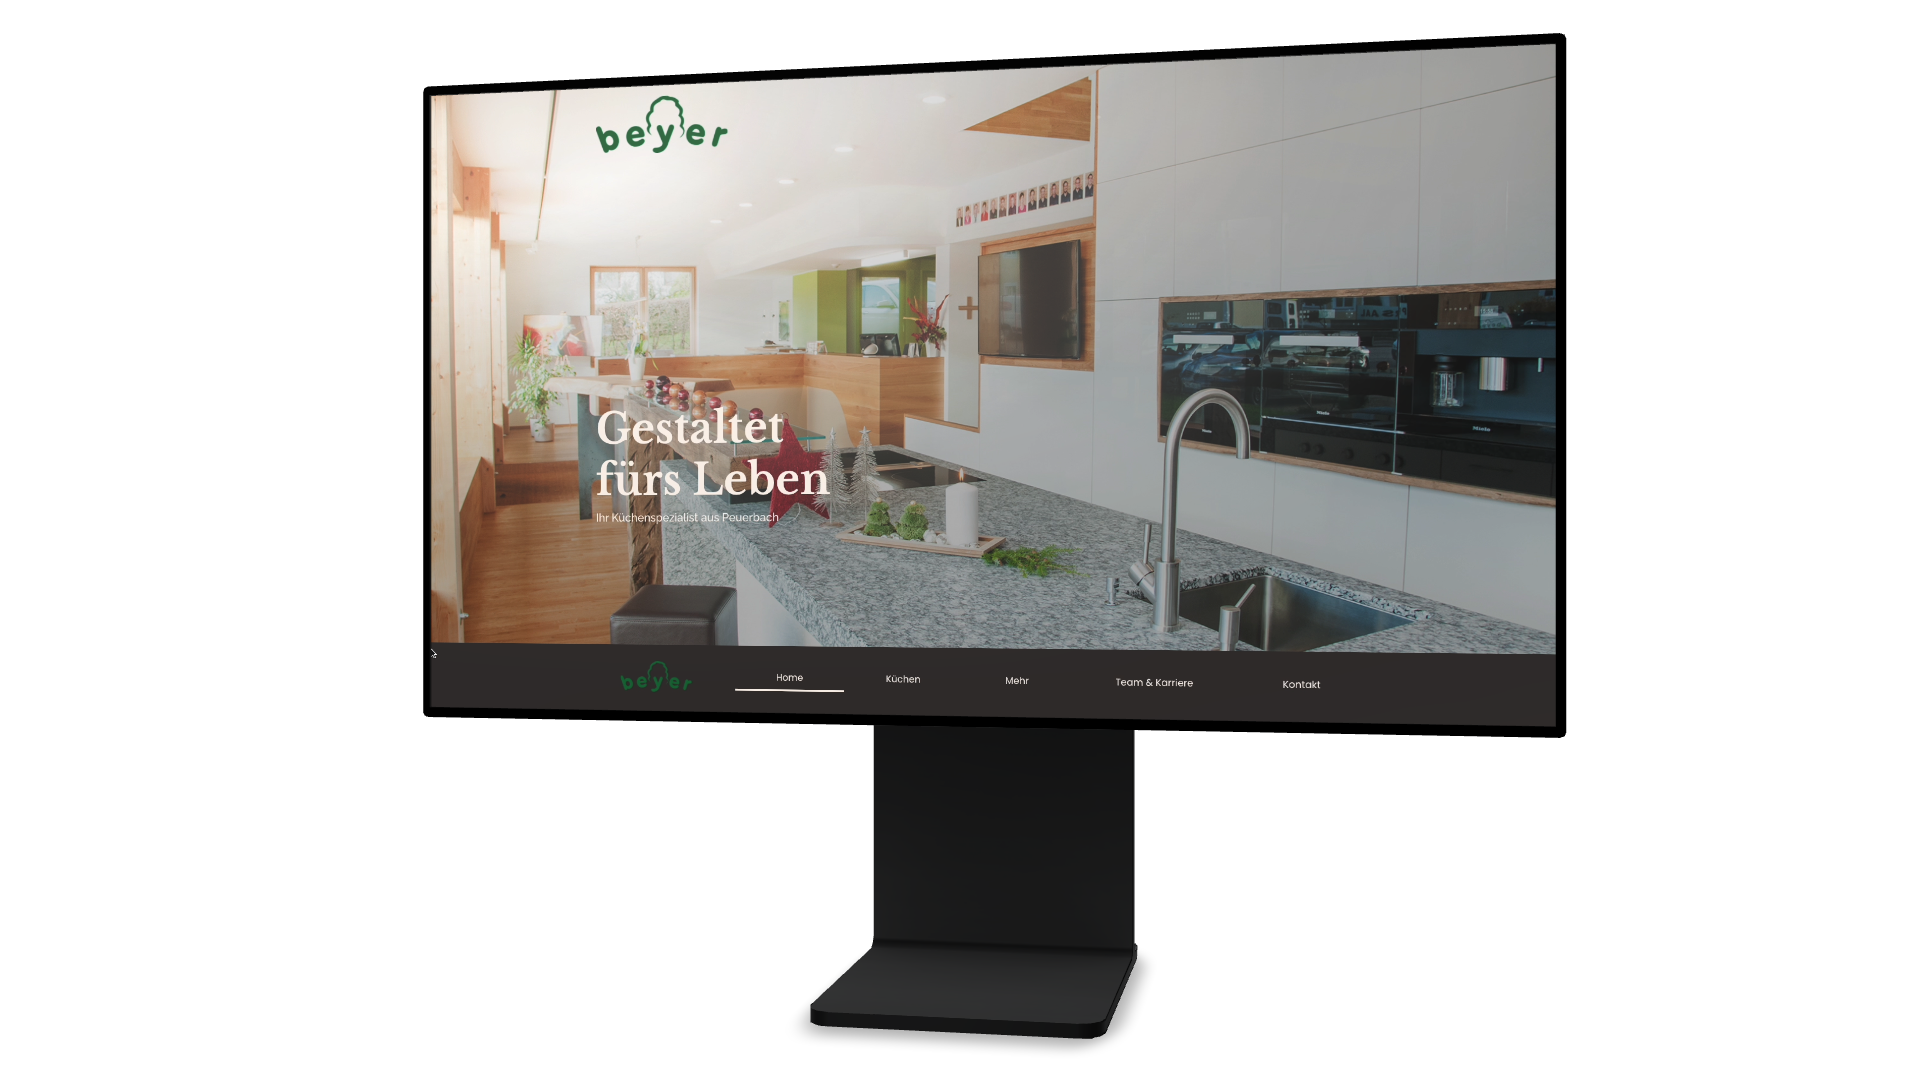 beyer
Gestaltet
fürs Leben
Ihr Küchenspezialist aus Peuerbach
beyer
Home
Küchen
Mehr
Team & Karriere
Kontakt